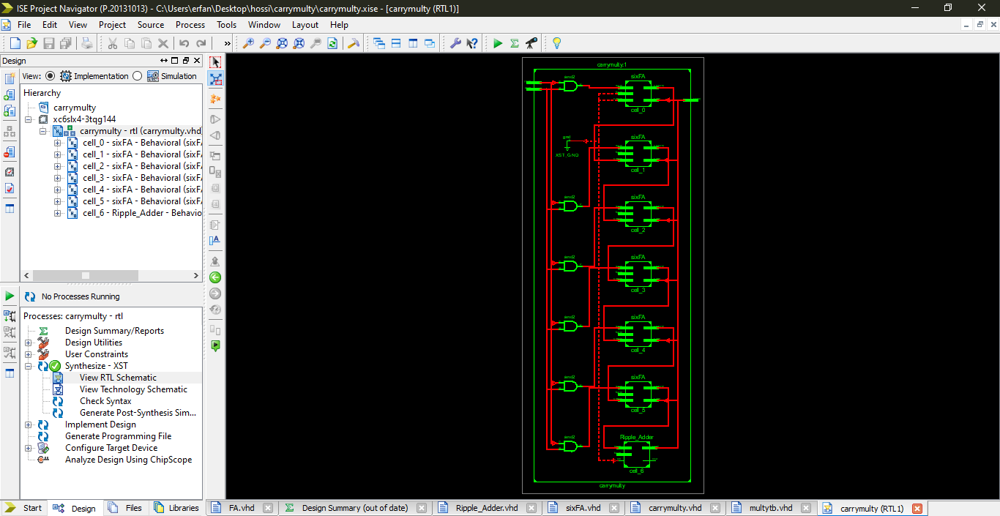 ISE Project Navigator (P.20131013) - C:\Users\erfan\Desktop\hossi\carrymulty\carrymulty.xise - [carrymulty (RTL1)]
File Edit View Project Source Process Tools Window Layout Help
Design
View: Implementation Simulation
Hierarchy
carrymulty
xc6slx4-3tqg144
carrymulty - rtl (carrymulty.vhd
cell_0 - sixFA - Behavioral (sixFA
cell_1 - sixFA - Behavioral (sixFA
cell_2 - sixFA - Behavioral (sixFA
cell_3 - sixFA - Behavioral (sixFA
cell_4 - sixFA - Behavioral (sixFA
cell_5 - sixFA - Behavioral (sixFA
cell_6 - Ripple_Adder - Behavio
No Processes Running
Processes: carrymulty - rtl
Design Summary/Reports
Design Utilities
User Constraints
Synthesize - XST
View RTL Schematic
View Technology Schematic
Check Syntax
Generate Post-Synthesis Sim...
Implement Design
Generate Programming File
Configure Target Device
Analyze Design Using ChipScope
Start Design Files Libraries
carrymulty:1
and2 sixFA
cell_0
gnd sixFA
XST_GND
cell_1
and2 sixFA
cell_2
and2 sixFA
cell_3
and2 sixFA
cell_4
and2 sixFA
cell_5
and2 Ripple_Adder
cell_6
carrymulty
FA.vhd Design Summary (out of date) Ripple_Adder.vhd sixFA.vhd carrymulty.vhd multytb.vhd carrymulty (RTL1)